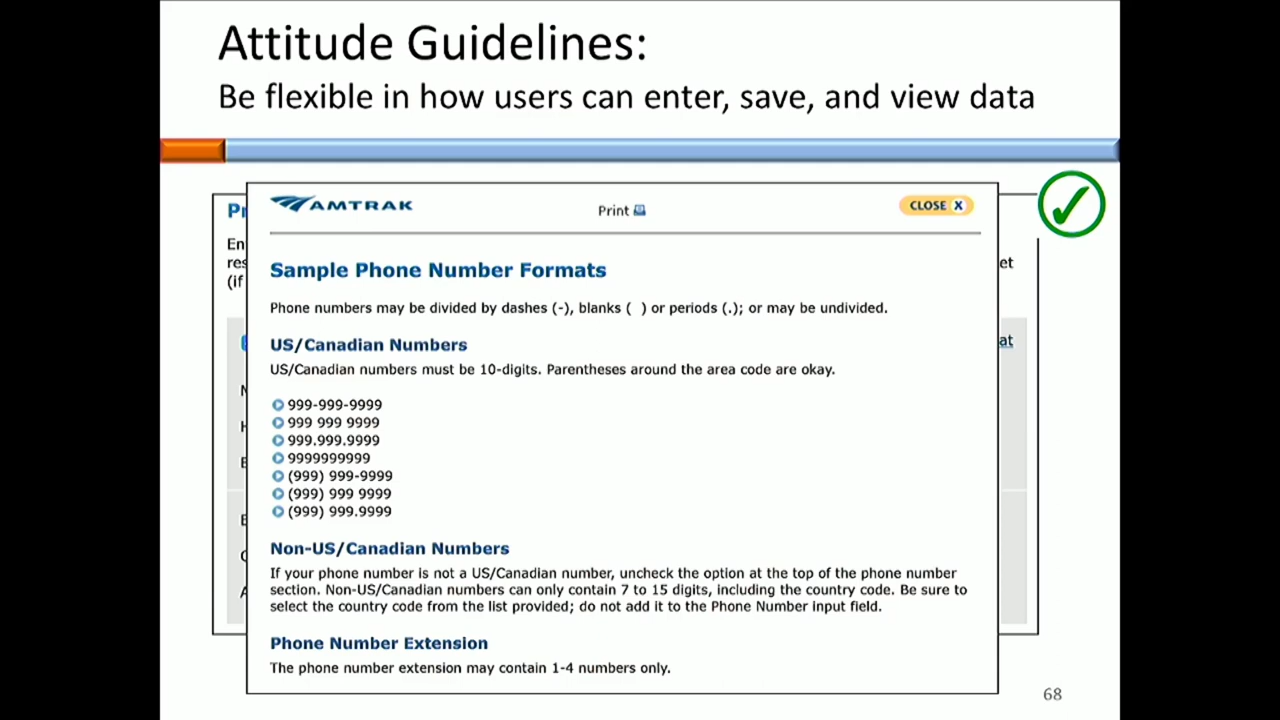 Attitude Guidelines:
Be flexible in how users can enter, save, and view data
AMTRAK
Print
CLOSE X
Sample Phone Number Formats
Phone numbers may be divided by dashes (-), blanks ( ) or periods (.); or may be undivided.
US/Canadian Numbers
US/Canadian numbers must be 10-digits. Parentheses around the area code are okay.
999-999-9999
999 999 9999
999.999.9999
9999999999
(999) 999-9999
(999) 999 9999
(999) 999.9999
Non-US/Canadian Numbers
If your phone number is not a US/Canadian number, uncheck the option at the top of the phone number
section. Non-US/Canadian numbers can only contain 7 to 15 digits, including the country code. Be sure to
select the country code from the list provided; do not add it to the Phone Number input field.
Phone Number Extension
The phone number extension may contain 1-4 numbers only.
68